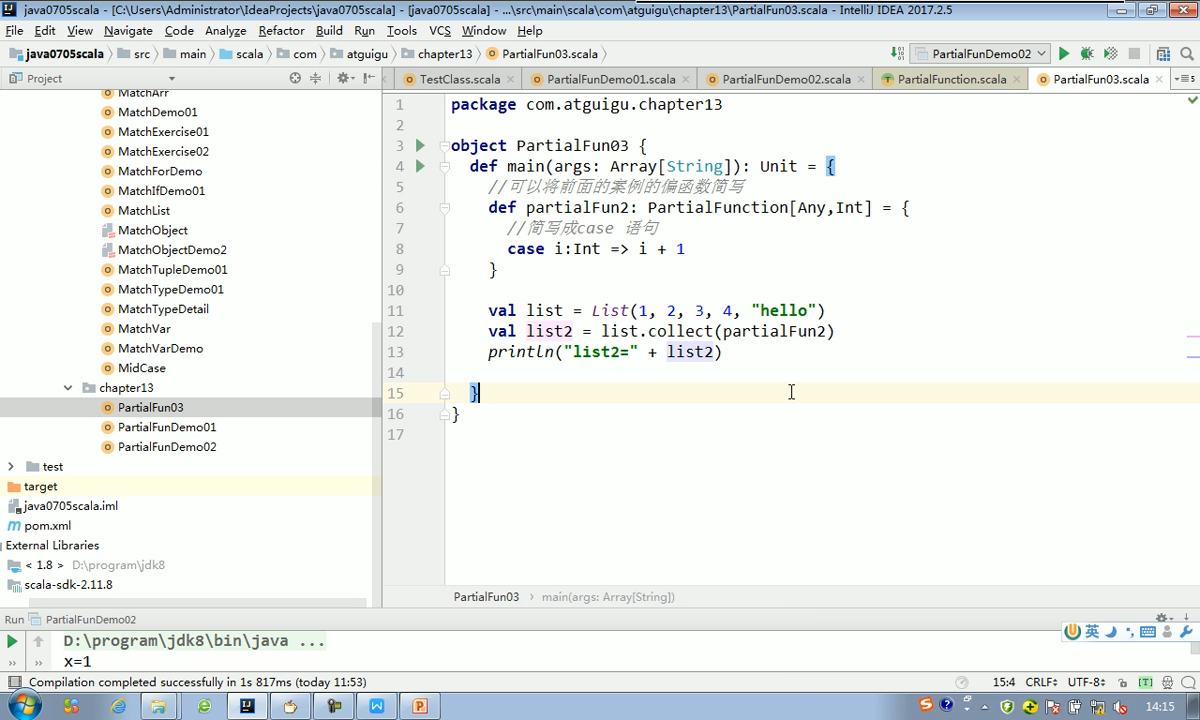 java0705scala - [C:\Users\Administrator\IdeaProjects\java0705scala] - [java0705scala] - ...\src\main\scala\com\atguigu\chapter13\PartialFun03.scala - IntelliJ IDEA 2017.2.5
File Edit View Navigate Code Analyze Refactor Build Run Tools VCS Window Help
java0705scala src main scala com atguigu chapter13 PartialFun03.scala PartialFunDemo02
Project
TestClass.scala PartialFunDemo01.scala PartialFunDemo02.scala PartialFunction.scala PartialFun03.scala
MatchArr
MatchDemo01
MatchExercise01
MatchExercise02
MatchForDemo
MatchIfDemo01
MatchList
MatchObject
MatchObjectDemo2
MatchTupleDemo01
MatchTypeDemo01
MatchTypeDetail
MatchVar
MatchVarDemo
MidCase
chapter13
PartialFun03
PartialFunDemo01
PartialFunDemo02
test
target
java0705scala.iml
pom.xml
External Libraries
< 1.8 > D:\program\jdk8
scala-sdk-2.11.8
1 package com.atguigu.chapter13
2
3 object PartialFun03 {
4 def main(args: Array[String]): Unit = {
5 //可以将前面的案例的偏函数简写
6 def partialFun2: PartialFunction[Any,Int] = {
7 //简写成case 语句
8 case i:Int => i + 1
9 }
10
11 val list = List(1, 2, 3, 4, "hello")
12 val list2 = list.collect(partialFun2)
13 println("list2=" + list2)
14
15 }
16 }
17
PartialFun03 main(args: Array[String])
Run PartialFunDemo02
D:\program\jdk8\bin\java ...
x=1
英
Compilation completed successfully in 1s 817ms (today 11:53)
15:4 CRLF UTF-8
14:15